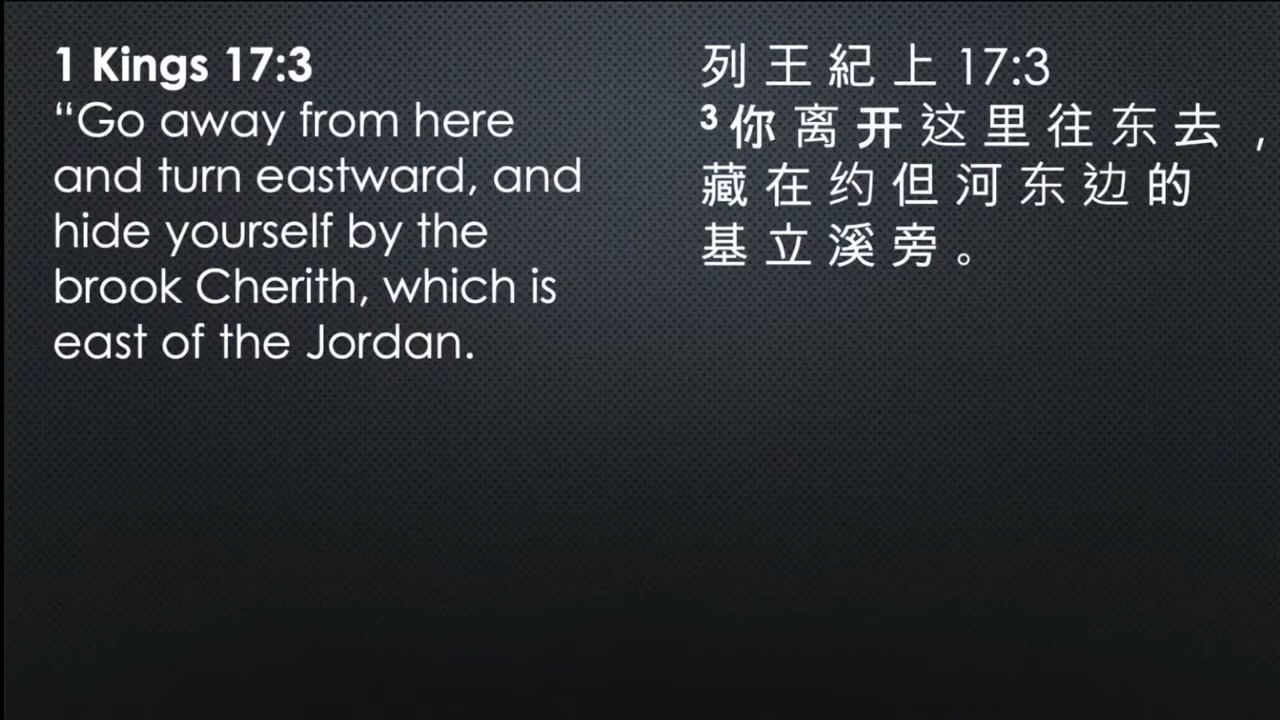 1 Kings 17:3
“Go away from here
and turn eastward, and
hide yourself by the
brook Cherith, which is
east of the Jordan.
列王紀上 17:3
3 你离开这里往东去，
藏在约但河东边的
基立溪旁。